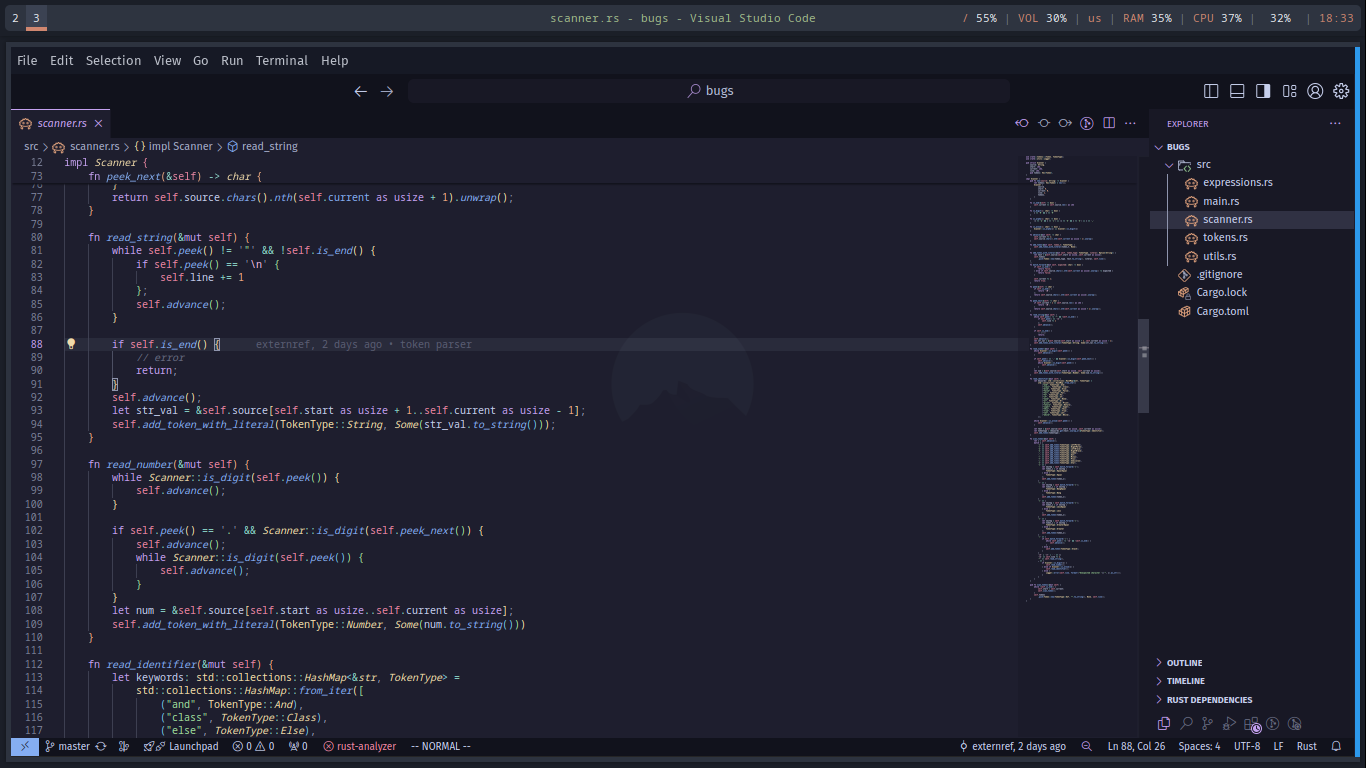 2 3 scanner.rs - bugs - Visual Studio Code / 55% | VOL 30% | us | RAM 35% | CPU 37% | 32% | 18:33
File Edit Selection View Go Run Terminal Help
bugs
scanner.rs
src > scanner.rs > {} impl Scanner > read_string
12 impl Scanner {
73 fn peek_next(&mut self) -> char {
76 }
77 return self.source.chars().nth(self.current as usize + 1).unwrap();
78 }
79
80 fn read_string(&mut self) {
81 while self.peek() != '"' && !self.is_end() {
82 if self.peek() == '\n' {
83 self.line += 1
84 };
85 self.advance();
86 }
87
88 if self.is_end() { externref, 2 days ago • token parser
89 // error
90 return;
91 }
92 self.advance();
93 let str_val = &self.source[self.start as usize + 1..self.current as usize - 1];
94 self.add_token_with_literal(TokenType::String, Some(str_val.to_string()));
95 }
96
97 fn read_number(&mut self) {
98 while Scanner::is_digit(self.peek()) {
99 self.advance();
100 }
101
102 if self.peek() == '.' && Scanner::is_digit(self.peek_next()) {
103 self.advance();
104 while Scanner::is_digit(self.peek()) {
105 self.advance();
106 }
107 }
108 let num = &self.source[self.start as usize..self.current as usize];
109 self.add_token_with_literal(TokenType::Number, Some(num.to_string()))
110 }
111
112 fn read_identifier(&mut self) {
113 let keywords: std::collections::HashMap<&str, TokenType> =
114 std::collections::HashMap::from_iter([
115 ("and", TokenType::And),
116 ("class", TokenType::Class),
117 ("else", TokenType::Else),
EXPLORER
BUGS
src
expressions.rs
main.rs
scanner.rs
tokens.rs
utils.rs
.gitignore
Cargo.lock
Cargo.toml
OUTLINE
TIMELINE
RUST DEPENDENCIES
master Launchpad 0 0 0 rust-analyzer -- NORMAL -- externref, 2 days ago Ln 88, Col 26 Spaces: 4 UTF-8 LF Rust